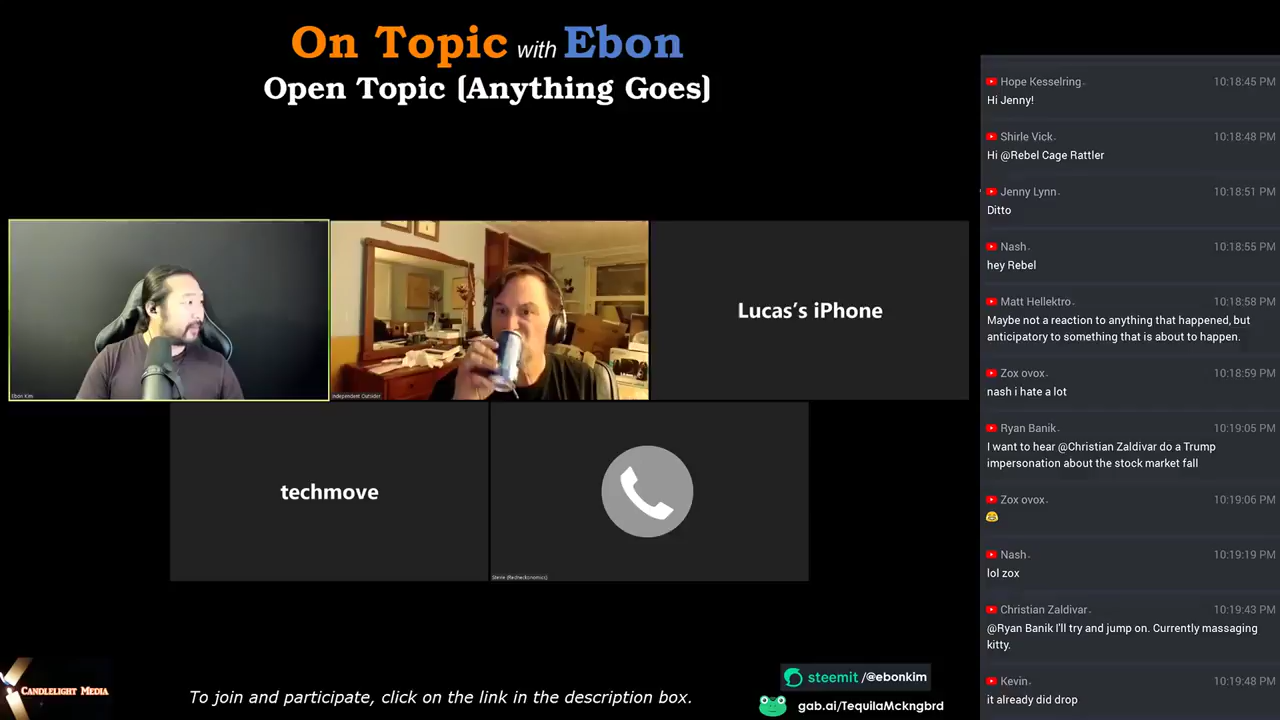 On Topic with Ebon
Open Topic (Anything Goes)
Ebon Kim
Independent Outsider
Lucas's iPhone
techmove
Steve (Redneckonomics)
CANDLELIGHT MEDIA
To join and participate, click on the link in the description box.
steemit /@ebonkim
gab.ai/TequilaMckngbrd
Hope Kesselring 10:18:45 PM
Hi Jenny!
Shirle Vick 10:18:48 PM
Hi @Rebel Cage Rattler
Jenny Lynn 10:18:51 PM
Ditto
Nash 10:18:55 PM
hey Rebel
Matt Hellektro 10:18:58 PM
Maybe not a reaction to anything that happened, but
anticipatory to something that is about to happen.
Zox ovox 10:18:59 PM
nash i hate a lot
Ryan Banik 10:19:05 PM
I want to hear @Christian Zaldivar do a Trump
impersonation about the stock market fall
Zox ovox 10:19:06 PM
😂
Nash 10:19:19 PM
lol zox
Christian Zaldivar 10:19:43 PM
@Ryan Banik I'll try and jump on. Currently massaging
kitty.
Kevin 10:19:48 PM
it already did drop